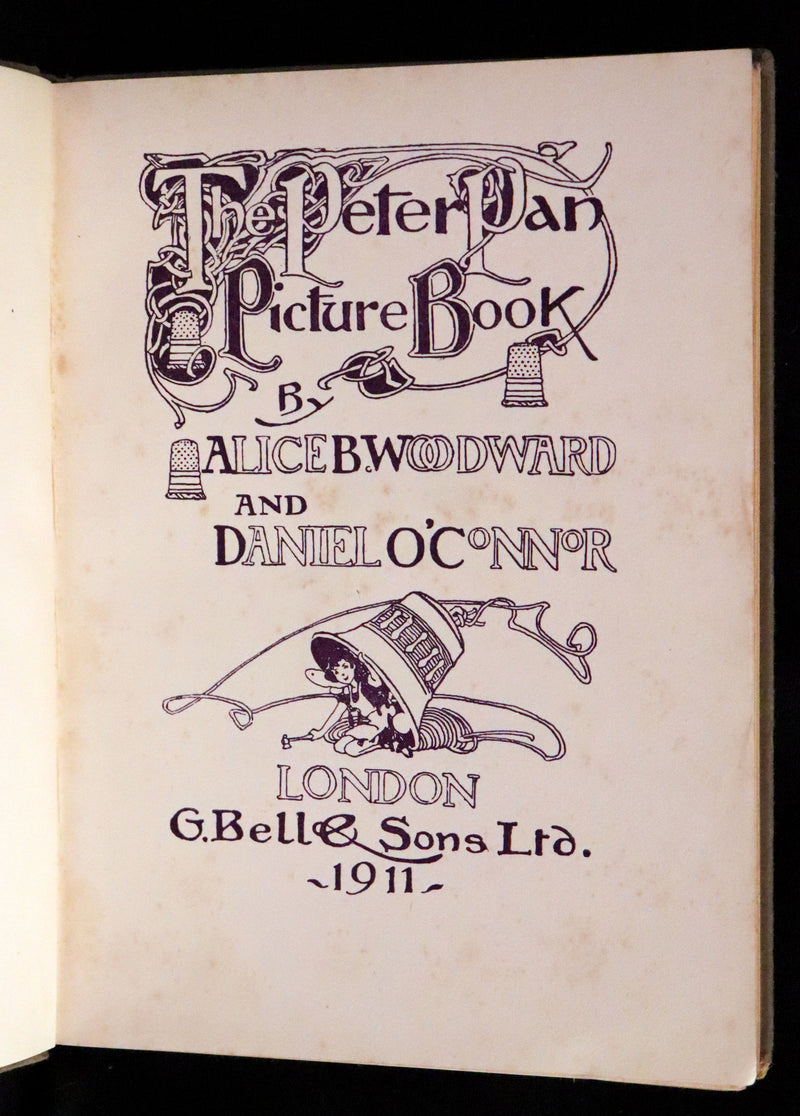 The Peter Pan
Picture Book
By
ALICE B. WOODWARD
AND
DANIEL O'CONNOR
LONDON
G. Bell & Sons Ltd.
~1911~